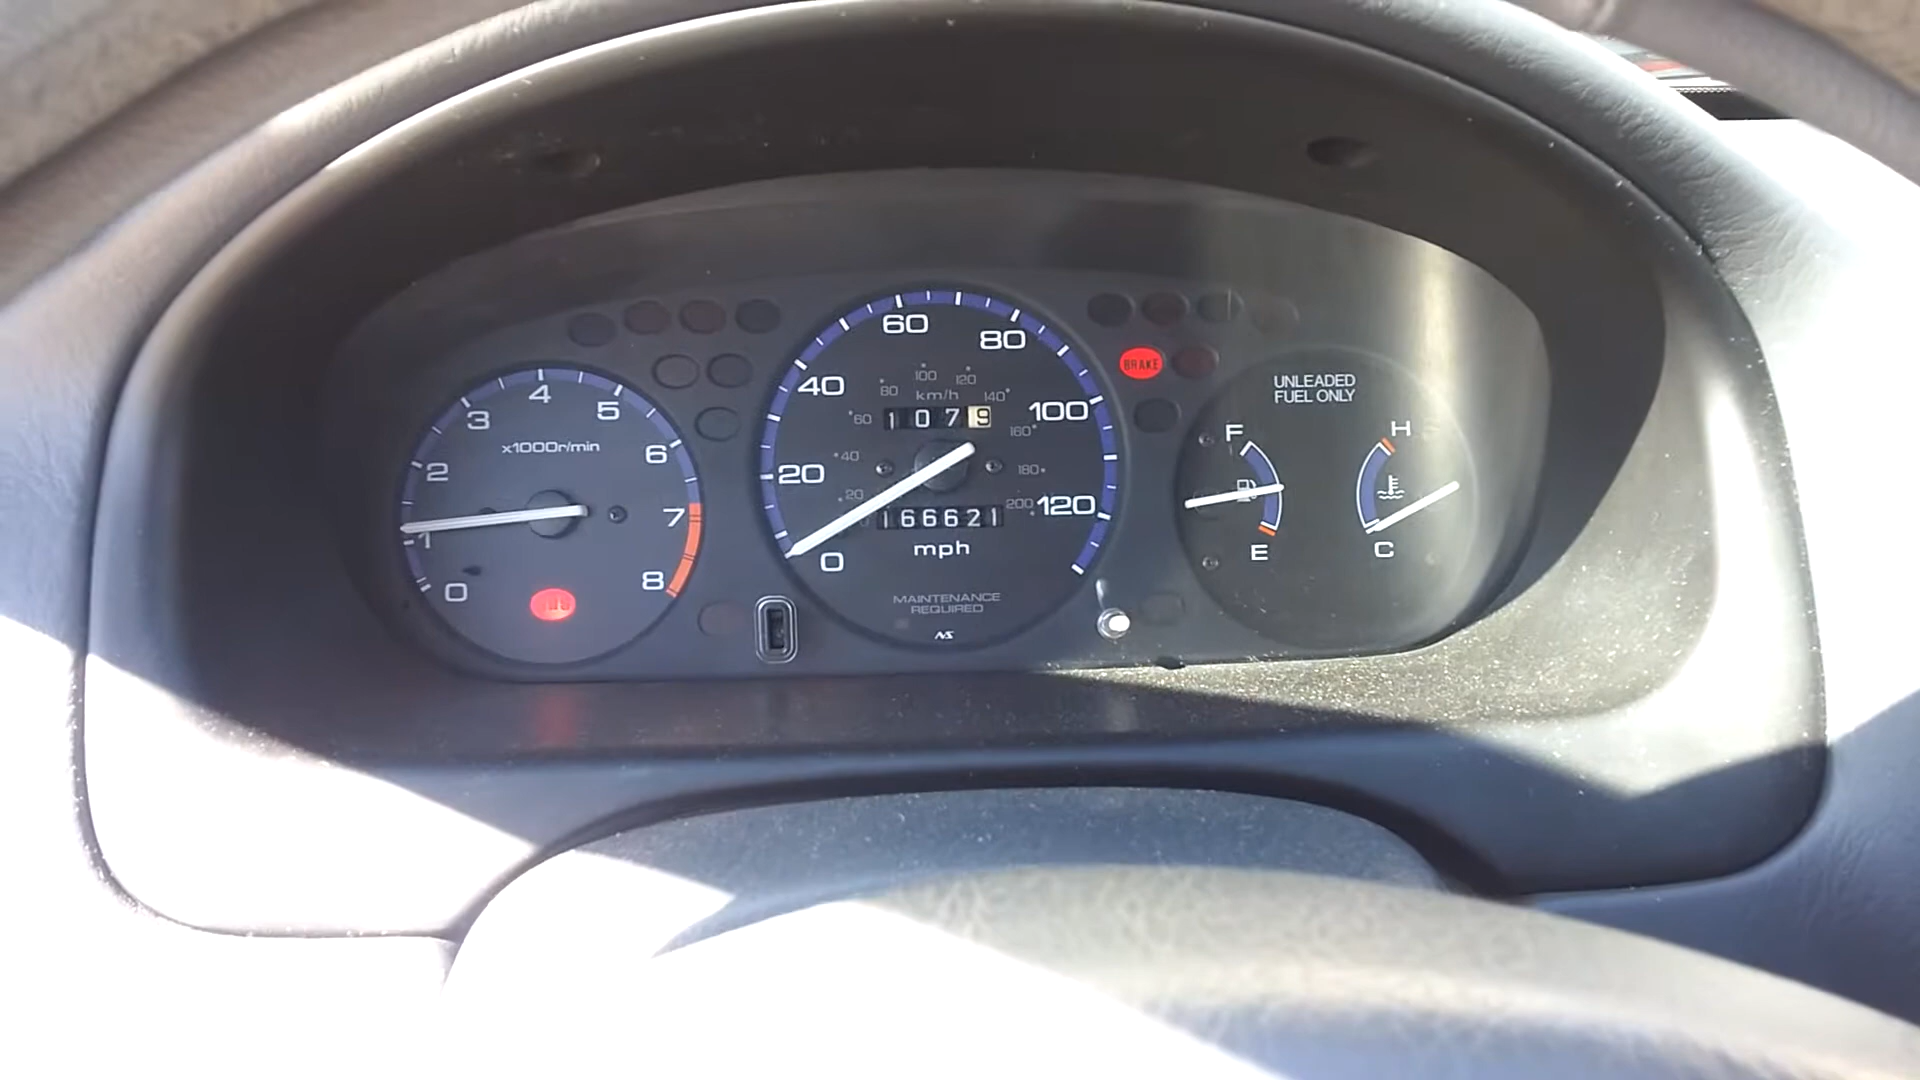 0
1
2
3
4
5
6
7
8
x1000r/min
0
20
40
60
80
100
120
20
40
60
80
100
120
140
160
180
200
km/h
1079
166621
mph
MAINTENANCE
REQUIRED
NS
BRAKE
UNLEADED
FUEL ONLY
F
E
H
C